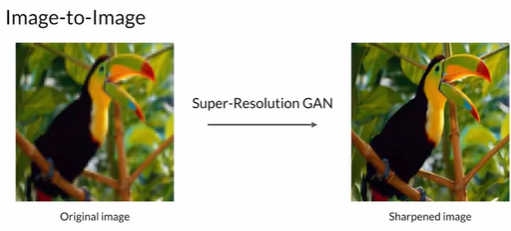 Image-to-Image
Super-Resolution GAN
Original image
Sharpened image